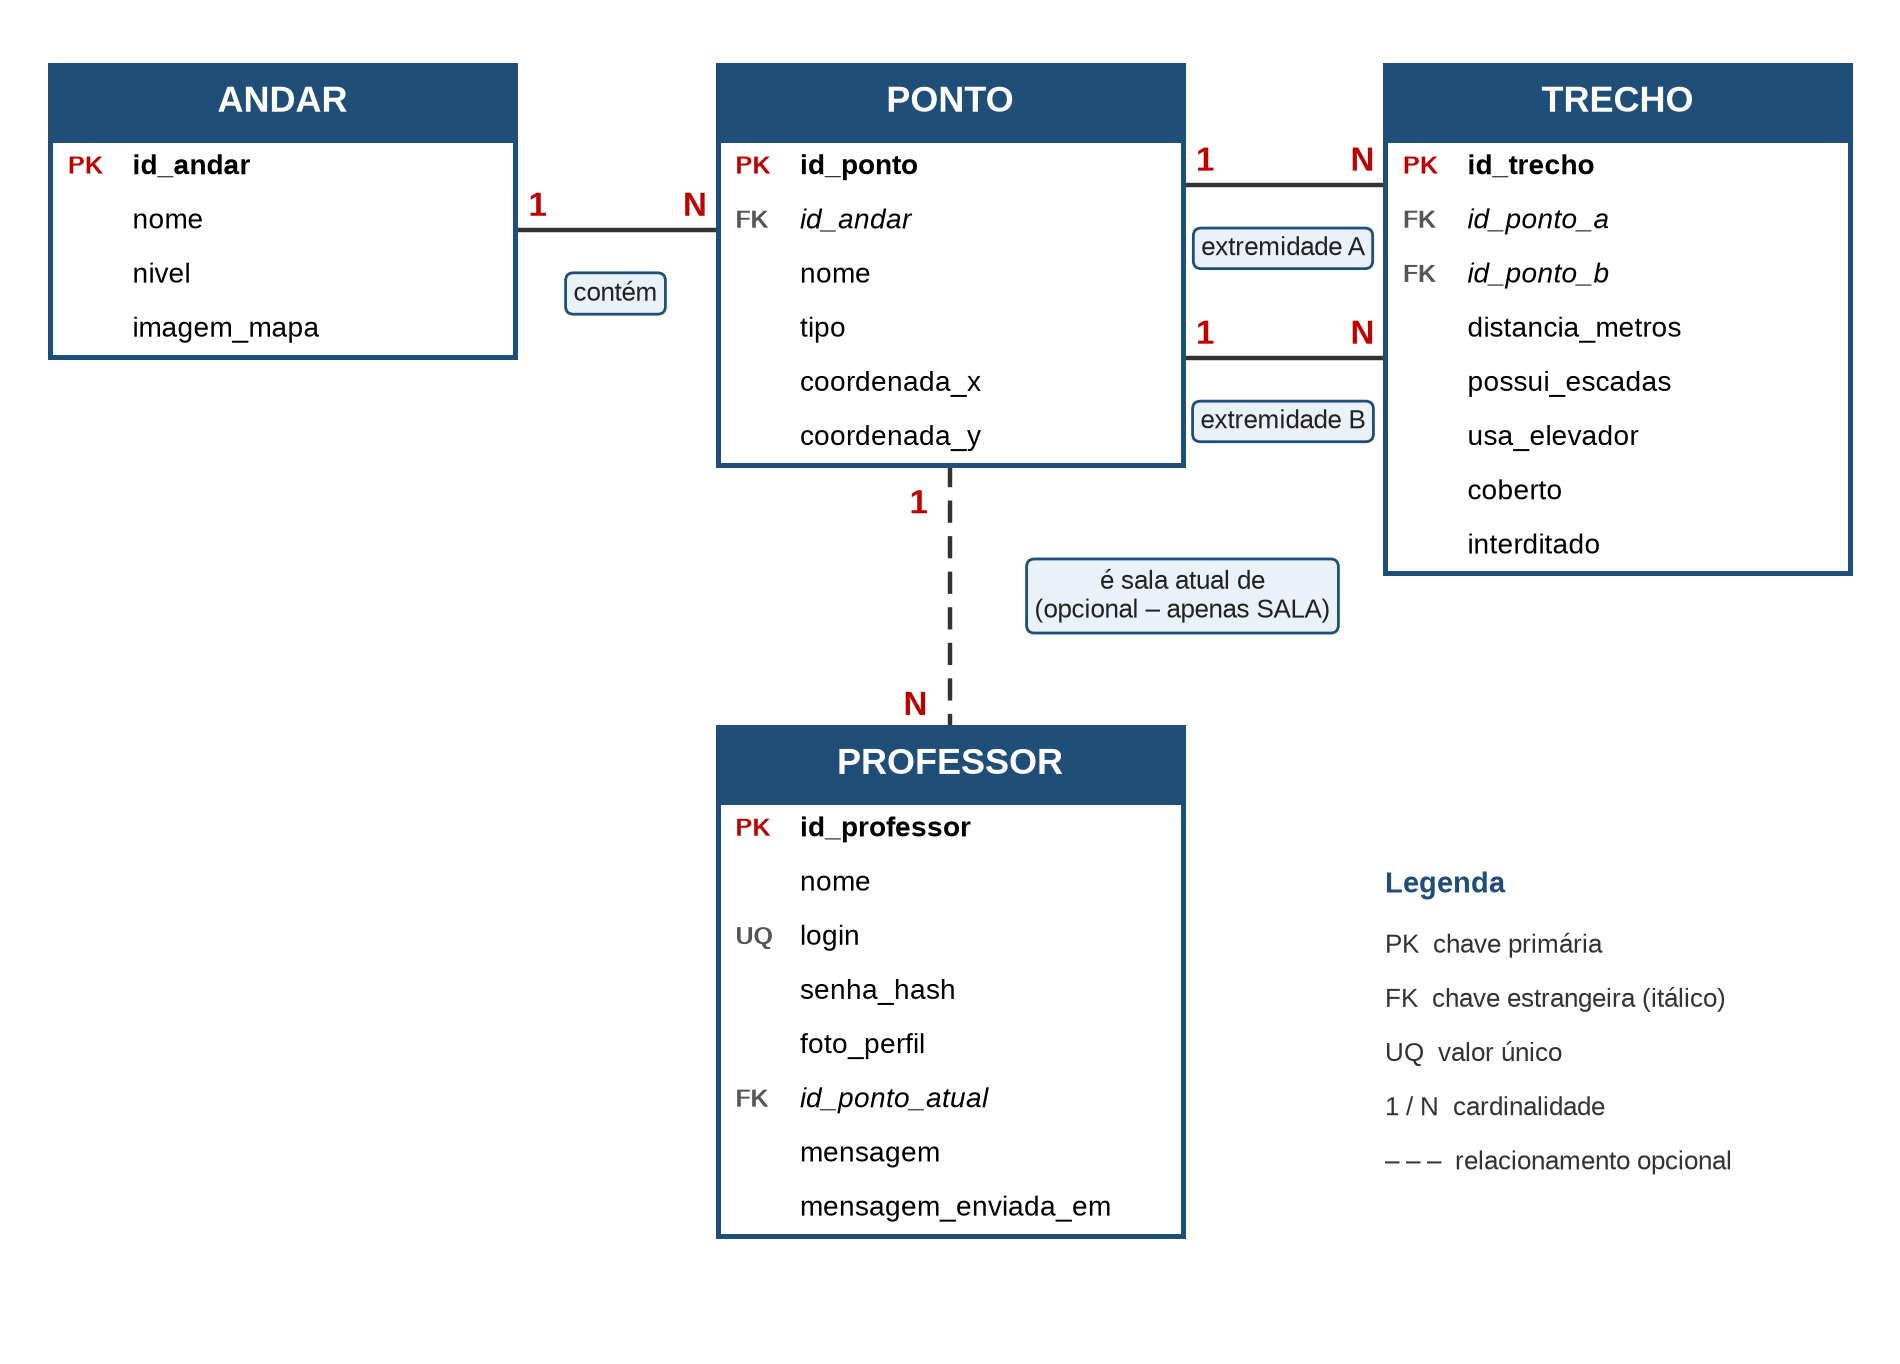 ANDAR
PK id_andar
nome
nivel
imagem_mapa
1 N
contém
PONTO
PK id_ponto
FK id_andar
nome
tipo
coordenada_x
coordenada_y
1 N
extremidade A
1 N
extremidade B
TRECHO
PK id_trecho
FK id_ponto_a
FK id_ponto_b
distancia_metros
possui_escadas
usa_elevador
coberto
interditado
1
é sala atual de
(opcional – apenas SALA)
N
PROFESSOR
PK id_professor
nome
UQ login
senha_hash
foto_perfil
FK id_ponto_atual
mensagem
mensagem_enviada_em
Legenda
PK chave primária
FK chave estrangeira (itálico)
UQ valor único
1 / N cardinalidade
– – – relacionamento opcional